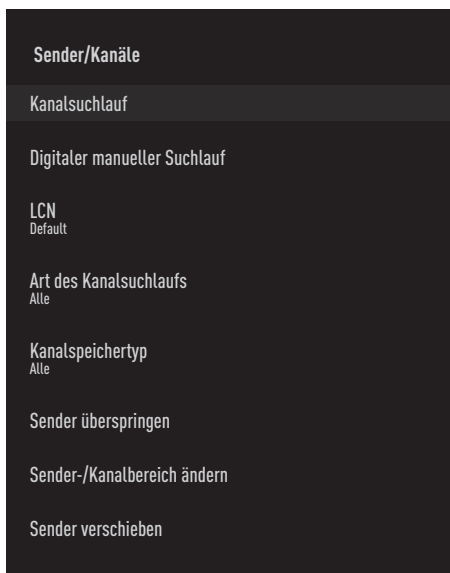 Sender/Kanäle
Kanalsuchlauf
Digitaler manueller Suchlauf
LCN
Default
Art des Kanalsuchlaufs
Alle
Kanalspeichertyp
Alle
Sender überspringen
Sender-/Kanalbereich ändern
Sender verschieben